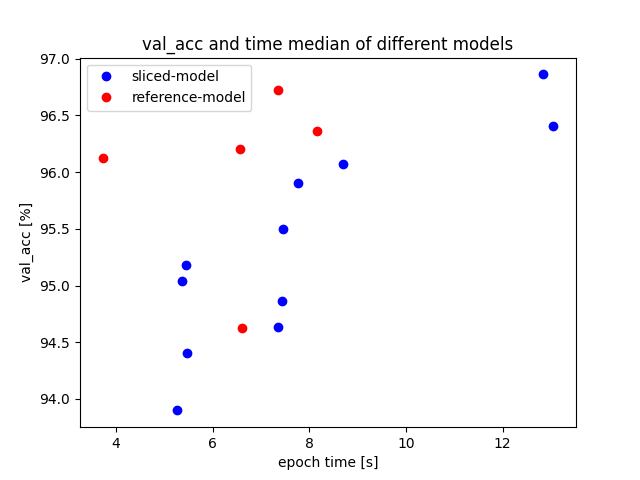 val_acc and time median of different models
sliced-model
reference-model
97.0
96.5
96.0
95.5
95.0
94.5
94.0
val_acc [%]
4 6 8 10 12
epoch time [s]